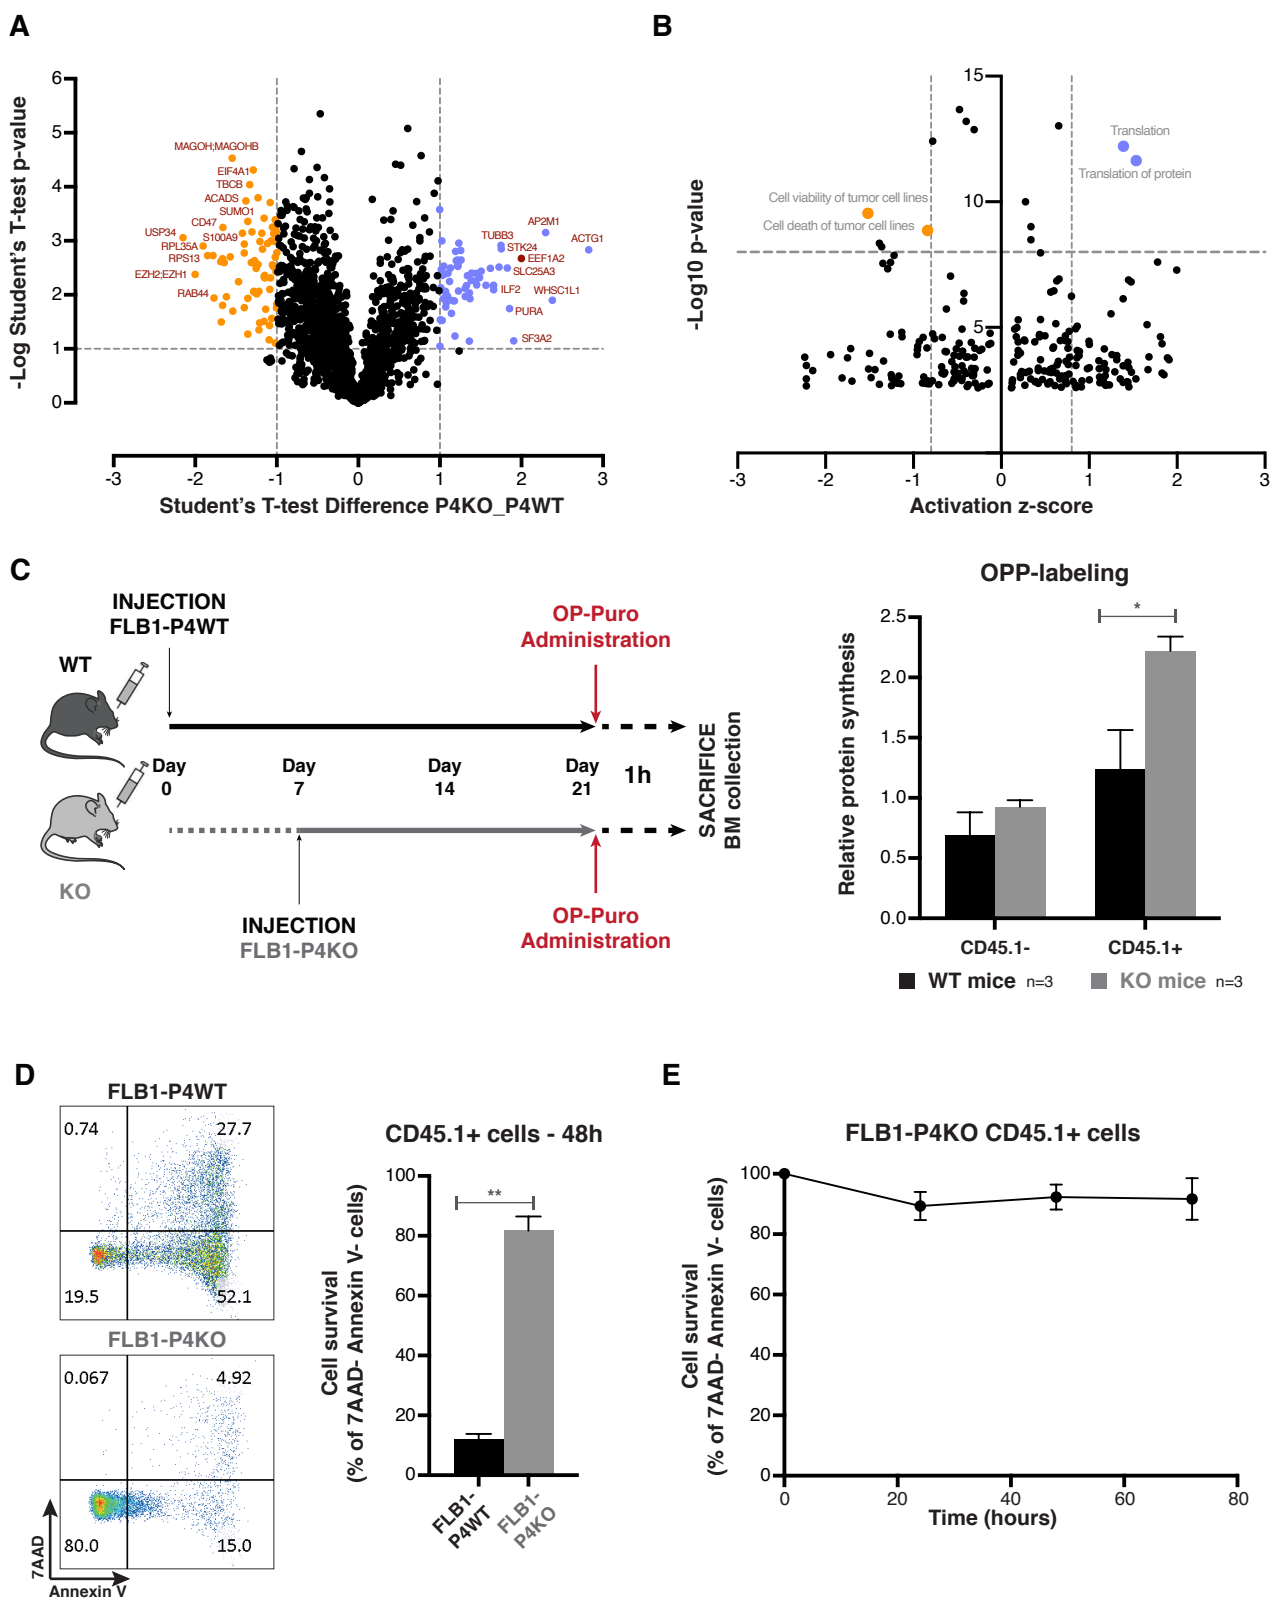 A
6
5
4
3
2
1
0
-Log Student's T-test p-value
MAGOH;MAGOHB
EIF4A1
TBCB
ACADS
SUMO1
CD47
USP34
S100A9
RPL35A
RPS13
EZH2;EZH1
RAB44
AP2M1
TUBB3
ACTG1
STK24
EEF1A2
SLC25A3
ILF2
WHSC1L1
PURA
SF3A2
-3
-2
-1
0
1
2
3
Student's T-test Difference P4KO_P4WT
B
15
10
5
-Log10 p-value
Translation
Translation of protein
Cell viability of tumor cell lines
Cell death of tumor cell lines
-3
-2
-1
0
1
2
3
Activation z-score
C
INJECTION
FLB1-P4WT
WT
OP-Puro
Administration
Day
0
Day
7
Day
14
Day
21
1h
SACRIFICE
BM collection
KO
INJECTION
FLB1-P4KO
OP-Puro
Administration
OPP-labeling
*
2.5
2.0
1.5
1.0
0.5
0.0
Relative protein synthesis
CD45.1-
CD45.1+
WT mice n=3
KO mice n=3
D
FLB1-P4WT
0.74
27.7
19.5
52.1
FLB1-P4KO
0.067
4.92
80.0
15.0
7AAD
Annexin V
CD45.1+ cells - 48h
**
100
80
60
40
20
0
Cell survival
(% of 7AAD- Annexin V- cells)
FLB1-
P4WT
FLB1-
P4KO
E
FLB1-P4KO CD45.1+ cells
100
80
60
40
20
0
Cell survival
(% of 7AAD- Annexin V- cells)
0
20
40
60
80
Time (hours)